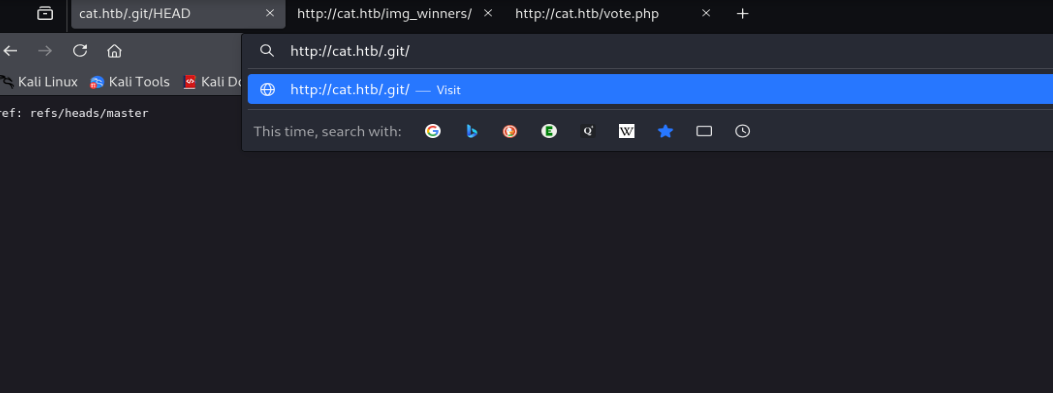 cat.htb/.git/HEAD
http://cat.htb/img_winners/
http://cat.htb/vote.php
http://cat.htb/.git/
http://cat.htb/.git/ — Visit
Kali Linux Kali Tools Kali Do
ref: refs/heads/master
This time, search with: